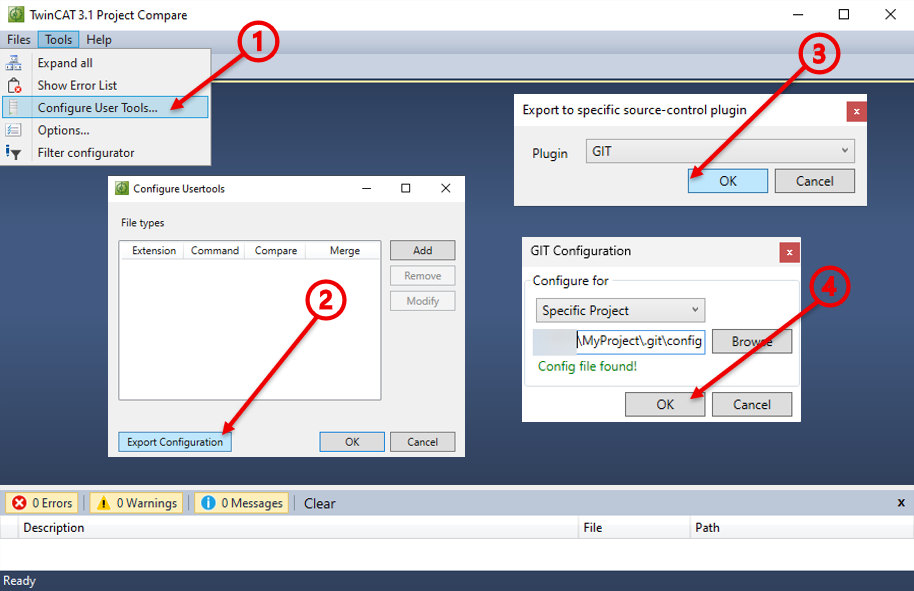 TwinCAT 3.1 Project Compare
Files Tools Help
1
Expand all
Show Error List
Configure User Tools...
Options...
Filter configurator
3
Export to specific source-control plugin
x
Plugin GIT
OK Cancel
Configure Usertools
File types
Extension Command Compare Merge
Add
Remove
Modify
2
Export Configuration OK Cancel
GIT Configuration
x
Configure for
4
Specific Project
\MyProject\.git\config Browse
Config file found!
OK Cancel
0 Errors 0 Warnings 0 Messages Clear x
Description File Path
Ready